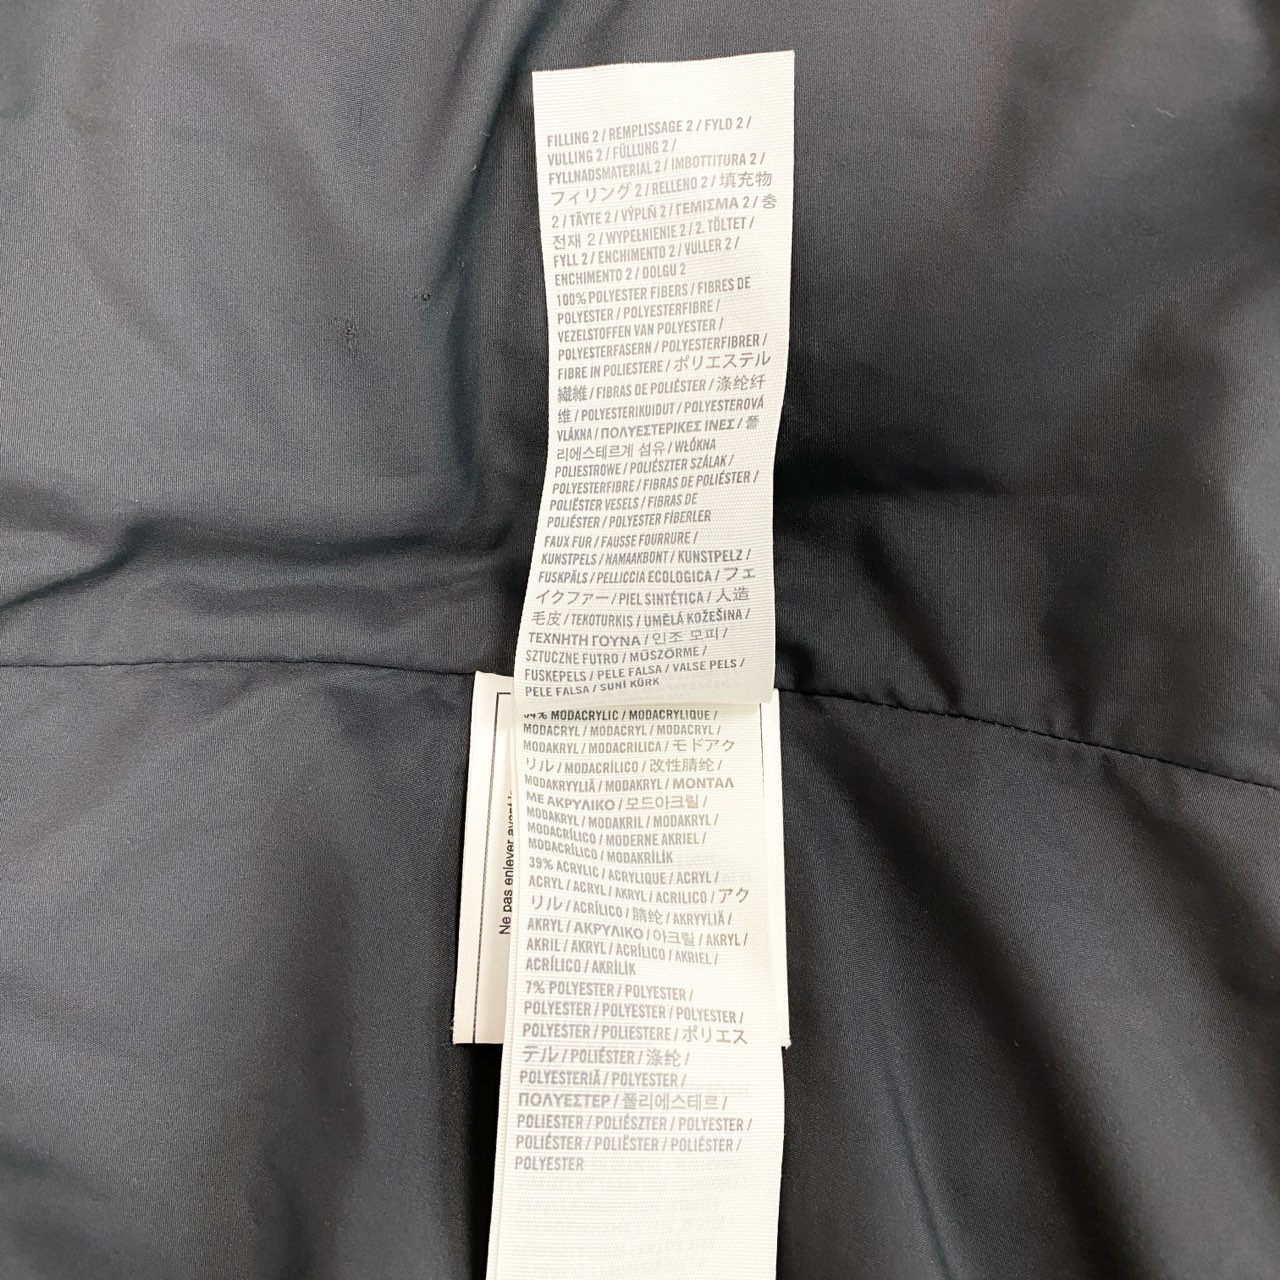 FILLING 2 / REMPLISSAGE 2 / FYLD 2 /
VULLING 2 / FÜLLUNG 2 /
FYLLNADSMATERIAL 2 / IMBOTTITURA 2 /
フィリング 2 / RELLENO 2 / 填充物
2 / TÄYTE 2 / VÝPLŇ 2 / ΓΕΜΙΣΜΑ 2 / 충
전재 2 / WYPEŁNIENIE 2 / 2. TÖLTET /
FYLL 2 / ENCHIMENTO 2 / VULLER 2 /
ENCHIMENTO 2 / DOLGU 2
100% POLYESTER FIBERS / FIBRES DE
POLYESTER / POLYESTERFIBRE /
VEZELSTOFFEN VAN POLYESTER /
POLYESTERFASERN / POLYESTERFIBRER /
FIBRE IN POLIESTERE / ポリエステル
繊維 / FIBRAS DE POLIÉSTER / 涤纶纤
维 / POLYESTERIKUIDUT / POLYESTEROVÁ
VLÁKNA / ΠΟΛΥΕΣΤΕΡΙΚΕΣ ΙΝΕΣ / 폴
리에스테르계 섬유 / WŁÓKNA
POLIESTROWE / POLIÉSZTER SZÁLAK /
POLYESTERFIBRE / FIBRAS DE POLIÉSTER /
POLIËSTER VESELS / FIBRAS DE
POLIÉSTER / POLYESTER FİBERLER
FAUX FUR / FAUSSE FOURRURE /
KUNSTPELS / NAMAAKBONT / KUNSTPELZ /
FUSKPÄLS / PELLICCIA ECOLOGICA / フェ
イクファー / PIEL SINTÉTICA / 人造
毛皮 / TEKOTURKIS / UMĚLÁ KOŽEŠINA /
ΤΕΧΝΗΤΗ ΓΟΥΝΑ / 인조 모피 /
SZTUCZNE FUTRO / MŰSZŐRME /
FUSKEPELS / PELE FALSA / VALSE PELS /
PELE FALSA / SUNİ KÜRK
MODACRYLIC / MODACRYLIQUE /
MODACRYL / MODACRYL / MODACRYL /
MODAKRYL / MODACRILICA / モドアク
リル / MODACRÍLICO / 改性腈纶 /
MODAKRYYLIÄ / MODAKRYL / ΜΟΝΤΑΛ
ΜΕ ΑΚΡΥΛΙΚΟ / 모드아크릴 /
MODAKRYL / MODAKRIL / MODAKRYL /
MODACRÍLICO / MODERNE AKRIEL /
MODACRÍLICO / MODAKRİLİK
39% ACRYLIC / ACRYLIQUE / ACRYL /
ACRYL / ACRYL / AKRYL / ACRILICO / アク
リル / ACRÍLICO / 腈纶 / AKRYYLIÄ /
AKRYL / ΑΚΡΥΛΙΚΟ / 아크릴 / AKRYL /
AKRIL / AKRYL / ACRÍLICO / AKRIEL /
ACRÍLICO / AKRİLİK
7% POLYESTER / POLYESTER /
POLYESTER / POLYESTER / POLYESTER /
POLYESTER / POLIESTERE / ポリエス
テル / POLIÉSTER / 涤纶 /
POLYESTERIÄ / POLYESTER /
ΠΟΛΥΕΣΤΕΡ / 폴리에스테르 /
POLIESTER / POLIÉSZTER / POLYESTER /
POLIÉSTER / POLIËSTER / POLIÉSTER /
POLYESTER
Ne pas enlever avant